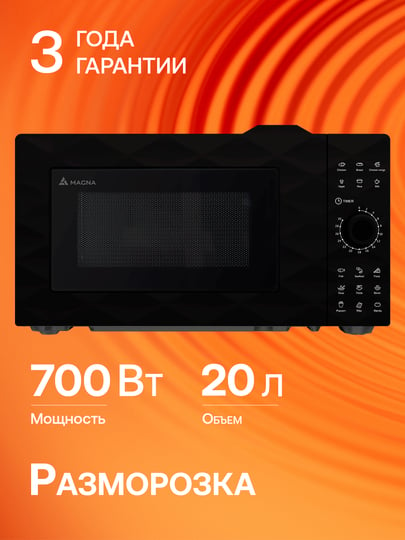 3 ГОДА
ГАРАНТИИ
MAGNA
TIMER
700 Вт
20 л
Мощность
Объем
Разморозка